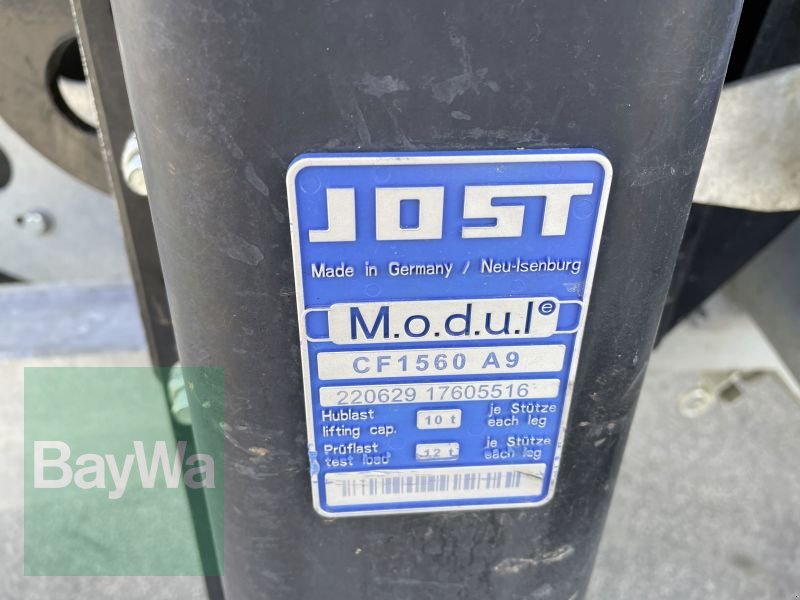 JOST
Made in Germany / Neu-Isenburg
M.o.d.u.l e
CF1560 A9
220629 17605516
Hublast 10 t je Stütze
lifting cap. each leg
Prüflast 12 t je Stütze
test load each leg
BayWa